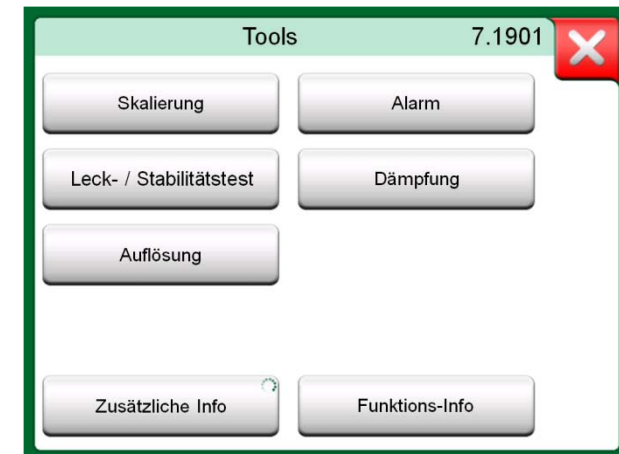 Tools 7.1901
Skalierung Alarm
Leck- / Stabilitätstest Dämpfung
Auflösung
Zusätzliche Info Funktions-Info